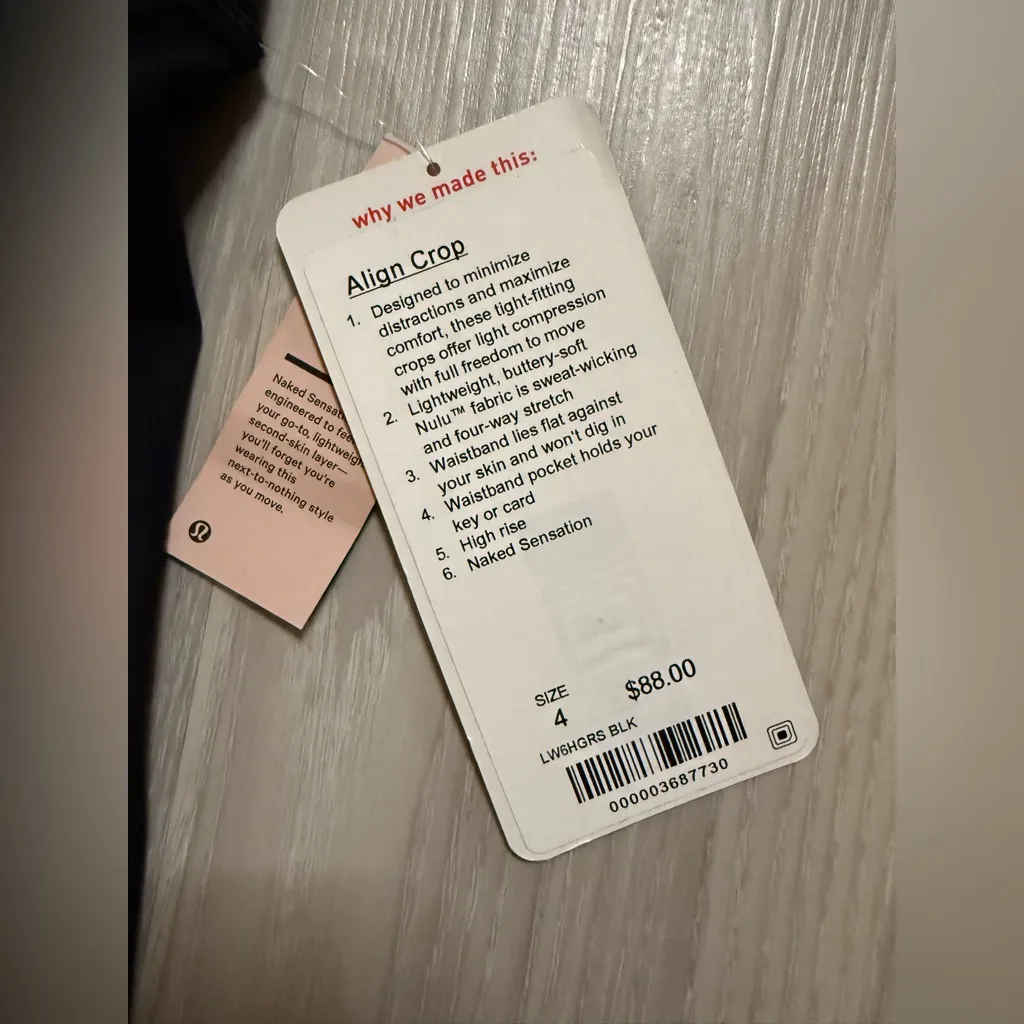 why we made this:
Align Crop
1. Designed to minimize
distractions and maximize
comfort, these tight-fitting
crops offer light compression
with full freedom to move
2. Lightweight, buttery-soft
Nulu™ fabric is sweat-wicking
and four-way stretch
3. Waistband lies flat against
your skin and won't dig in
4. Waistband pocket holds your
key or card
5. High rise
6. Naked Sensation
SIZE $88.00
4
LW6HGRS BLK
000003687730
Naked
engineered to
your go-to,
second-skin layer—
you'll forget you're
wearing this
next-to-nothing style
as you move.